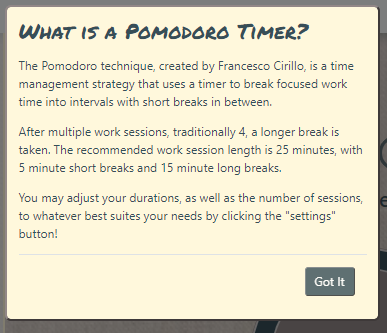 What is a Pomodoro Timer?
The Pomodoro technique, created by Francesco Cirillo, is a time
management strategy that uses a timer to break focused work
time into intervals with short breaks in between.
After multiple work sessions, traditionally 4, a longer break is
taken. The recommended work session length is 25 minutes, with
5 minute short breaks and 15 minute long breaks.
You may adjust your durations, as well as the number of sessions,
to whatever best suites your needs by clicking the "settings"
button!
Got It